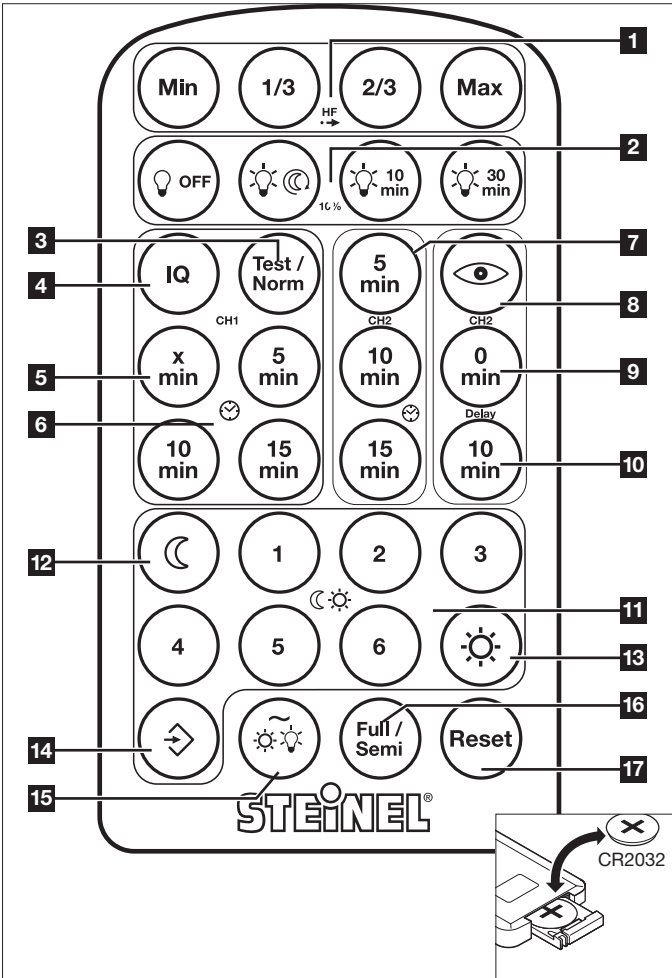 1
Min 1/3 2/3 Max
HF
2
OFF 10 min 30 min
10%
3
4
IQ
Test / Norm
CH1
5
x min
5 min
6
10 min
15 min
7
5 min
CH2
10 min
15 min
8
CH2
9
0 min
Delay
10
10 min
12
1 2 3
11
4 5 6
13
14
15
16
Full / Semi
Reset
17
STEINEL®
CR2032